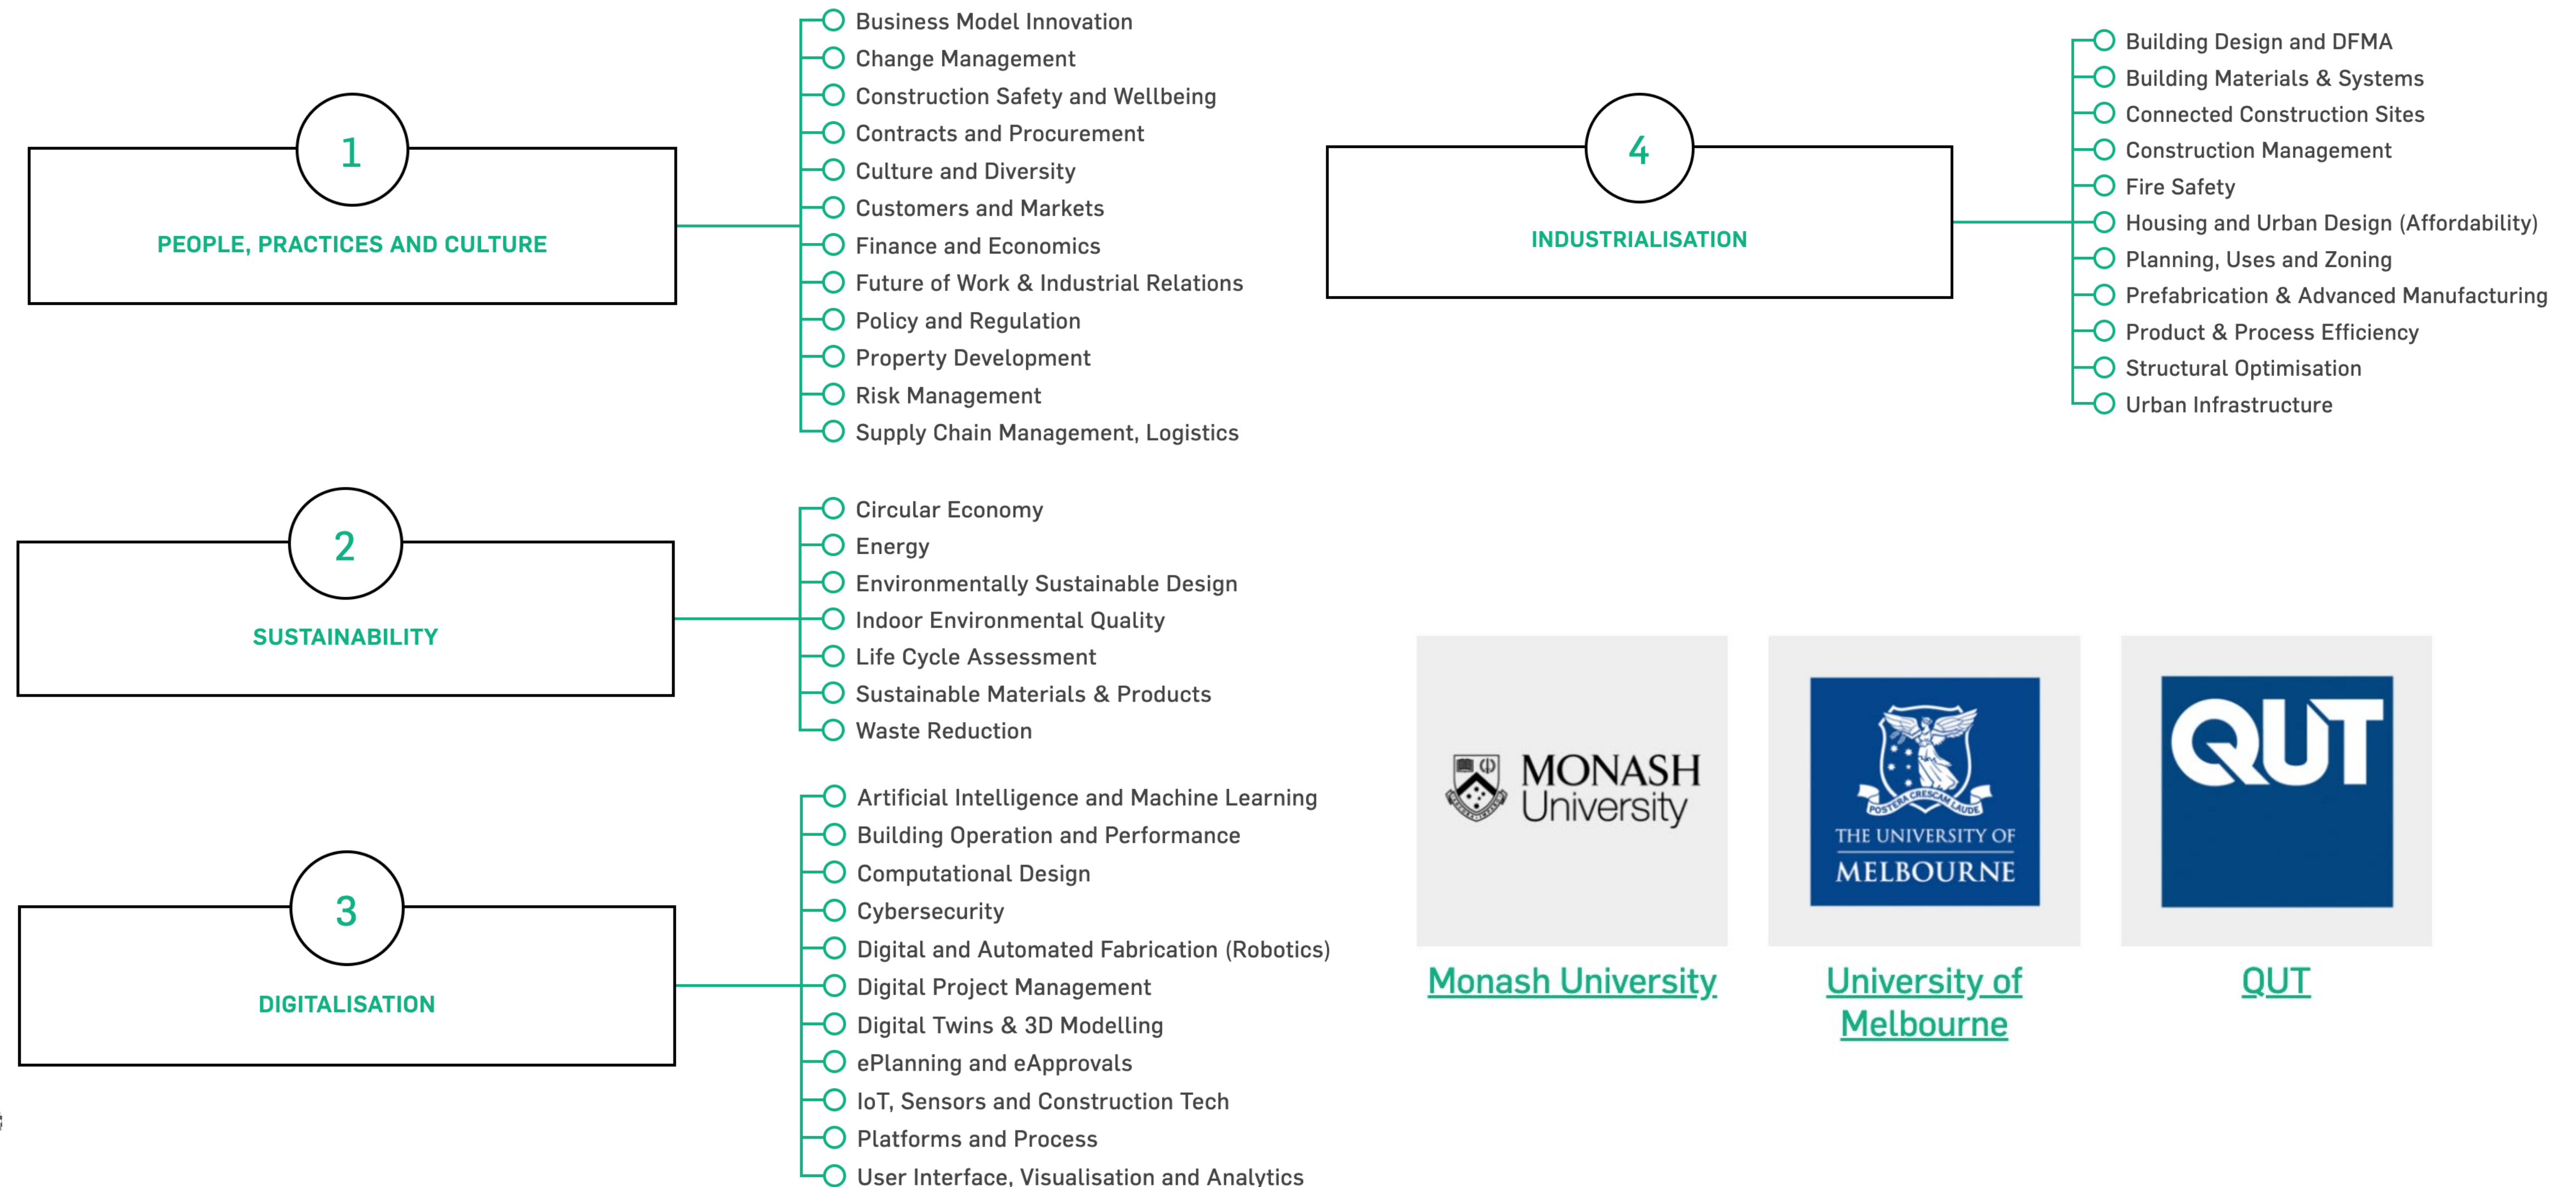 1
PEOPLE, PRACTICES AND CULTURE
Business Model Innovation
Change Management
Construction Safety and Wellbeing
Contracts and Procurement
Culture and Diversity
Customers and Markets
Finance and Economics
Future of Work & Industrial Relations
Policy and Regulation
Property Development
Risk Management
Supply Chain Management, Logistics
2
SUSTAINABILITY
Circular Economy
Energy
Environmentally Sustainable Design
Indoor Environmental Quality
Life Cycle Assessment
Sustainable Materials & Products
Waste Reduction
3
DIGITALISATION
Artificial Intelligence and Machine Learning
Building Operation and Performance
Computational Design
Cybersecurity
Digital and Automated Fabrication (Robotics)
Digital Project Management
Digital Twins & 3D Modelling
ePlanning and eApprovals
IoT, Sensors and Construction Tech
Platforms and Process
User Interface, Visualisation and Analytics
4
INDUSTRIALISATION
Building Design and DFMA
Building Materials & Systems
Connected Construction Sites
Construction Management
Fire Safety
Housing and Urban Design (Affordability)
Planning, Uses and Zoning
Prefabrication & Advanced Manufacturing
Product & Process Efficiency
Structural Optimisation
Urban Infrastructure
MONASH
University
Monash University
POSTERA CRESCAM LAUDE
THE UNIVERSITY OF
MELBOURNE
University of
Melbourne
QUT
QUT